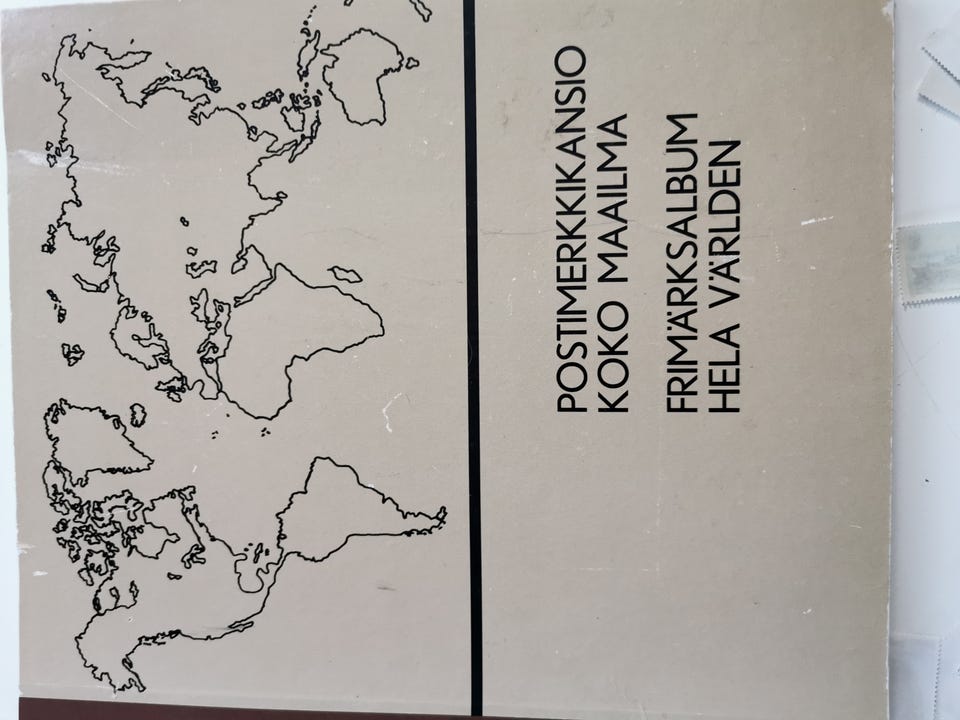 POSTIMERKKIKANSIO
KOKO MAAILMA
FRIMÄRKSALBUM
HELA VÄRLDEN